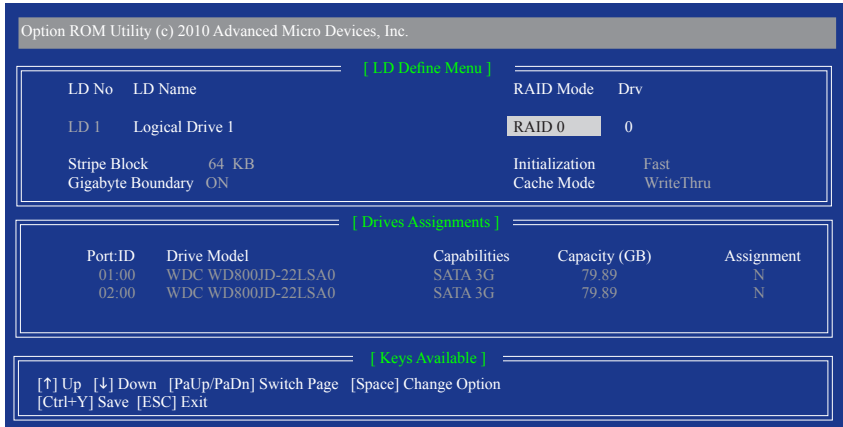 Option ROM Utility (c) 2010 Advanced Micro Devices, Inc.
[ LD Define Menu ]
LD No LD Name RAID Mode Drv
LD 1 Logical Drive 1 RAID 0 0
Stripe Block 64 KB Initialization Fast
Gigabyte Boundary ON Cache Mode WriteThru
[ Drives Assignments ]
Port:ID Drive Model Capabilities Capacity (GB) Assignment
01:00 WDC WD800JD-22LSA0 SATA 3G 79.89 N
02:00 WDC WD800JD-22LSA0 SATA 3G 79.89 N
[ Keys Available ]
[↑] Up [↓] Down [PaUp/PaDn] Switch Page [Space] Change Option
[Ctrl+Y] Save [ESC] Exit